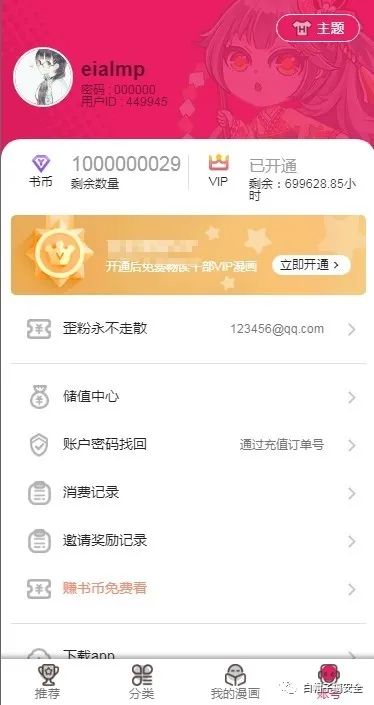 主题
eialmp
密码 : 000000
用户ID : 449945
1000000029
书币
剩余数量
VIP
已开通
剩余：699628.85小时
开通后免费畅读千部VIP漫画
立即开通
歪粉永不走散
123456@qq.com
储值中心
账户密码找回
通过充值订单号
消费记录
邀请奖励记录
赚书币免费看
下载app
推荐
分类
我的漫画
账号
白帽子左安全